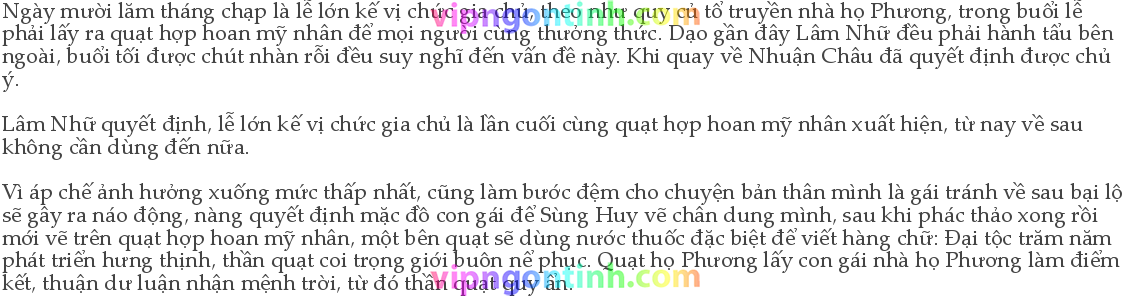 Ngày mười lăm tháng chạp là lễ lớn kế vị chức gia chủ, theo như quy củ tổ truyền nhà họ Phương, trong buổi lễ
phải lấy ra quạt hợp hoan mỹ nhân để mọi người cùng thưởng thức. Dạo gần đây Lâm Nhữ đều phải hành tẩu bên
ngoài, buổi tối được chút nhàn rỗi đều suy nghĩ đến vấn đề này. Khi quay về Nhuận Châu đã quyết định được chủ
ý.
Lâm Nhữ quyết định, lễ lớn kế vị chức gia chủ là lần cuối cùng quạt hợp hoan mỹ nhân xuất hiện, từ nay về sau
không cần dùng đến nữa.
Vì áp chế ảnh hưởng xuống mức thấp nhất, cũng làm bước đệm cho chuyện bản thân mình là gái tránh về sau bại lộ
sẽ gây ra náo động, nàng quyết định mặc đồ con gái để Sùng Huy vẽ chân dung mình, sau khi phác thảo xong rồi
mới vẽ trên quạt hợp hoan mỹ nhân, một bên quạt sẽ dùng nước thuốc đặc biệt để viết hàng chữ: Đại tộc trăm năm
phát triển hưng thịnh, thần quạt coi trọng giới buôn nể phục. Quạt họ Phương lấy con gái nhà họ Phương làm điểm
kết, thuận dư luận nhận mệnh trời, từ đó thần quạt quy ẩn.
vipngontinh.com
vipngontinh.com